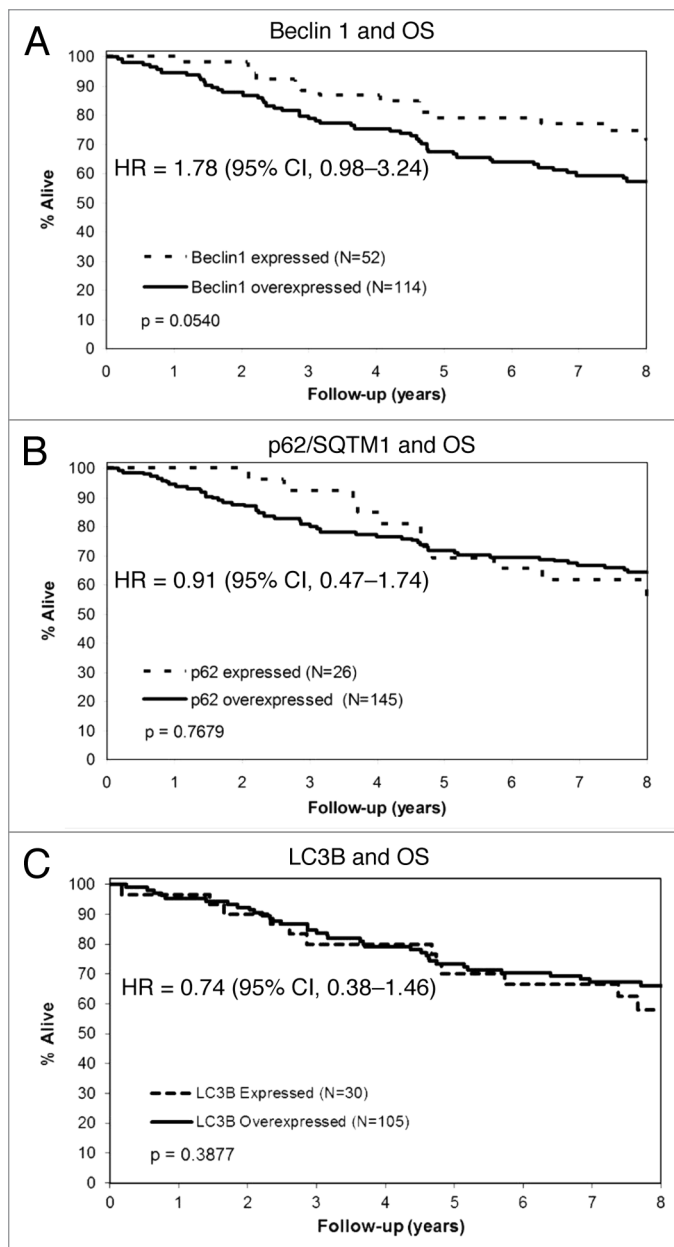 A
Beclin 1 and OS
100
90
80
70
60
50
40
30
20
10
0
% Alive
HR = 1.78 (95% CI, 0.98–3.24)
Beclin1 expressed (N=52)
Beclin1 overexpressed (N=114)
p = 0.0540
0 1 2 3 4 5 6 7 8
Follow-up (years)
B
p62/SQTM1 and OS
100
90
80
70
60
50
40
30
20
10
0
% Alive
HR = 0.91 (95% CI, 0.47–1.74)
p62 expressed (N=26)
p62 overexpressed (N=145)
p = 0.7679
0 1 2 3 4 5 6 7 8
Follow-up (years)
C
LC3B and OS
100
90
80
70
60
50
40
30
20
10
0
% Alive
HR = 0.74 (95% CI, 0.38–1.46)
LC3B Expressed (N=30)
LC3B Overexpressed (N=105)
p = 0.3877
0 1 2 3 4 5 6 7 8
Follow-up (years)